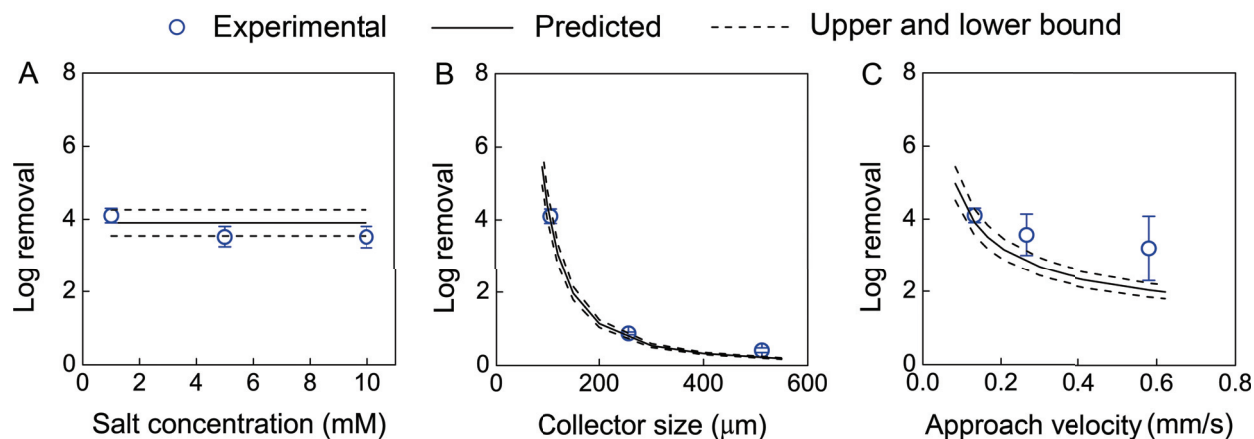 Experimental Predicted Upper and lower bound
A B C
8 8 8
6 6 6
4 4 4
2 2 2
0 0 0
Log removal Log removal Log removal
0 2 4 6 8 10 0 200 400 600 0.0 0.2 0.4 0.6 0.8
Salt concentration (mM) Collector size (μm) Approach velocity (mm/s)